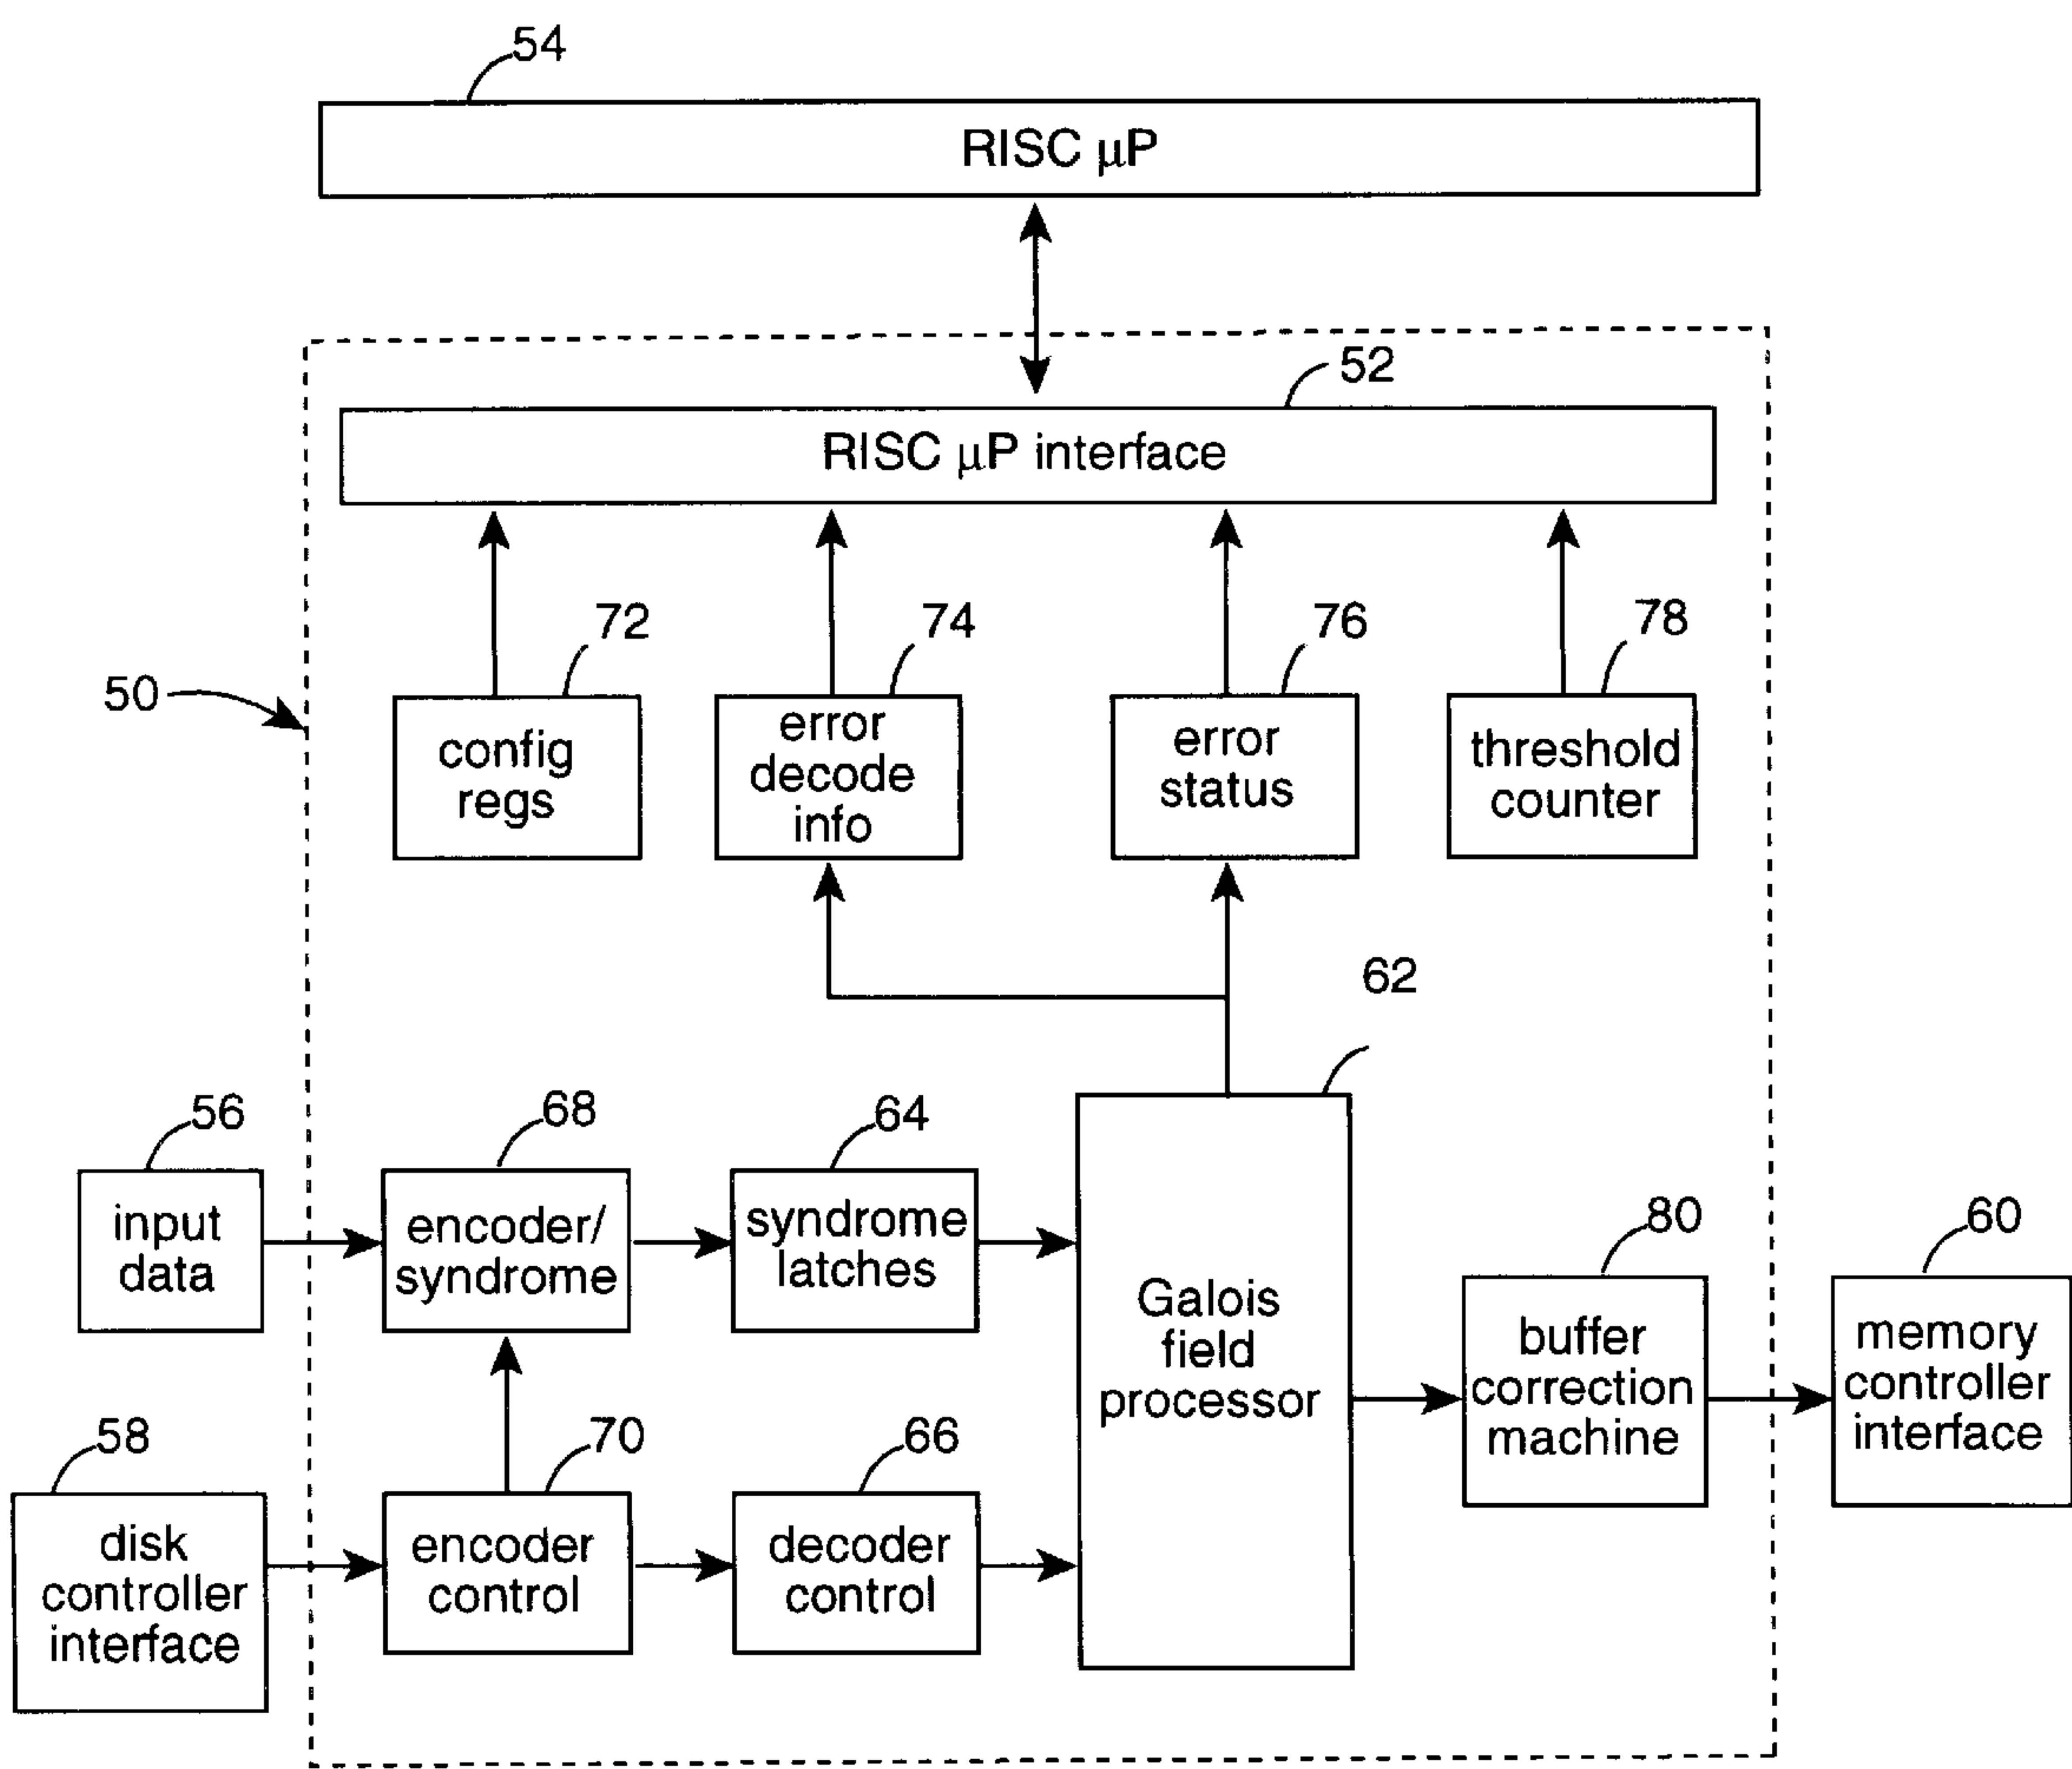 54
RISC µP
52
RISC µP interface
72
74
76
78
50
config
regs
error
decode
info
error
status
threshold
counter
62
56
68
64
input
data
encoder/
syndrome
syndrome
latches
Galois
field
processor
80
60
buffer
correction
machine
memory
controller
interface
58
70
66
disk
controller
interface
encoder
control
decoder
control